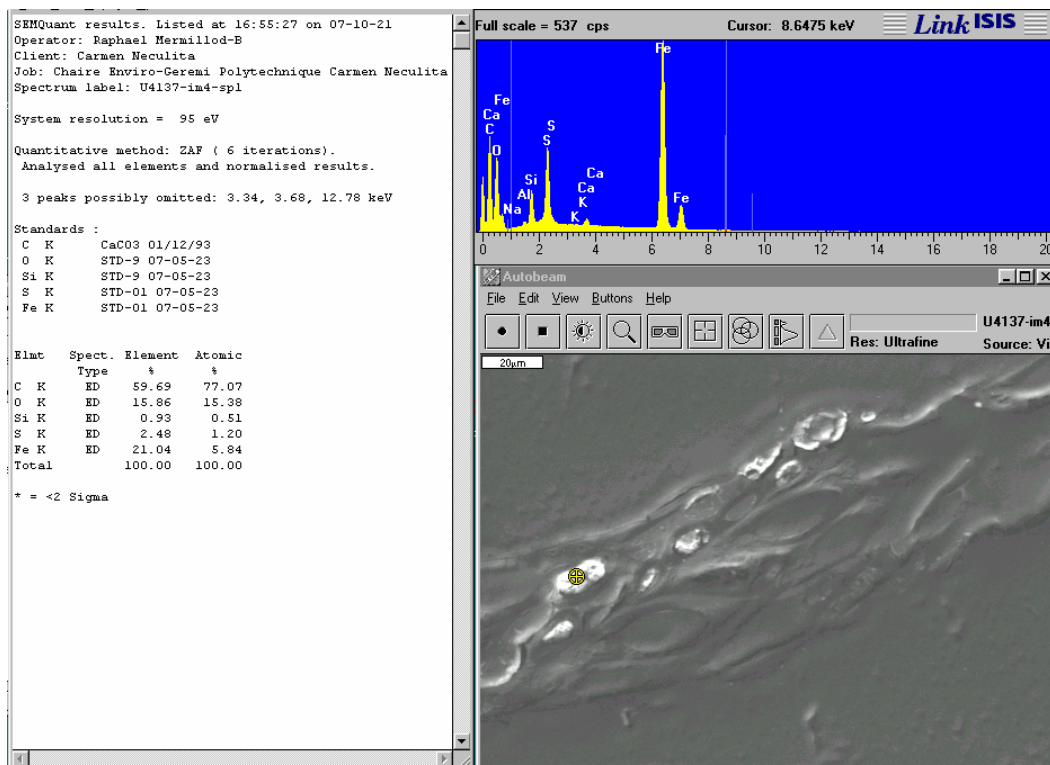 SEMQuant results. Listed at 16:55:27 on 07-10-21
Operator: Raphael Mermillod-B
Client: Carmen Neculita
Job: Chaire Enviro-Geremi Polytechnique Carmen Neculita
Spectrum label: U4137-im4-sp1
System resolution = 95 eV
Quantitative method: ZAF ( 6 iterations).
Analysed all elements and normalised results.
3 peaks possibly omitted: 3.34, 3.68, 12.78 keV
Standards :
C K CaCO3 01/12/93
O K STD-9 07-05-23
Si K STD-9 07-05-23
S K STD-01 07-05-23
Fe K STD-01 07-05-23
Elmt Spect. Element Atomic
Type % %
C K ED 59.69 77.07
O K ED 15.86 15.38
Si K ED 0.93 0.51
S K ED 2.48 1.20
Fe K ED 21.04 5.84
Total 100.00 100.00
* = <2 Sigma
Full scale = 537 cps Cursor: 8.6475 keV Link ISIS
Fe
Fe
Ca
C
O
S
S
Si
Al
Na
Ca
Ca
K
K
Fe
0 2 4 6 8 10 12 14 16 18 20
Autobeam
File Edit View Buttons Help
U4137-im4
Res: Ultrafine Source: Vi
20µm